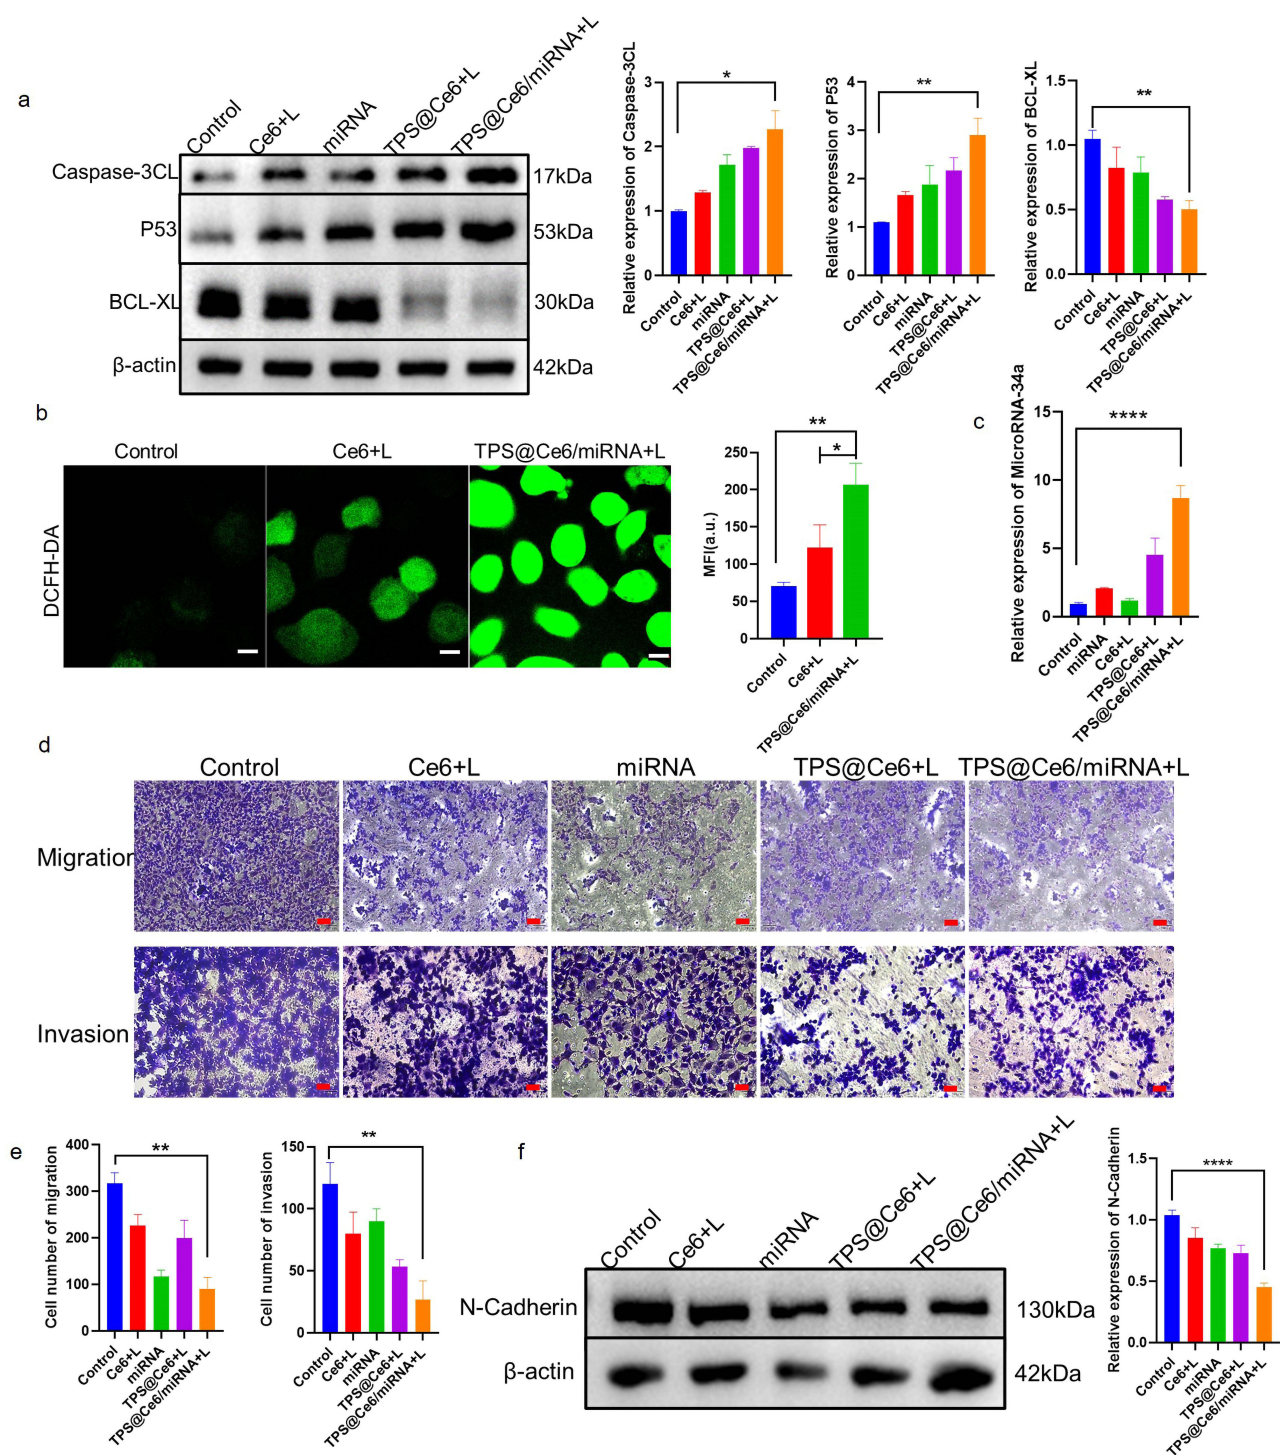 a
Control
Ce6+L
miRNA
TPS@Ce6+L
TPS@Ce6/miRNA+L
Caspase-3CL
17kDa
P53
53kDa
BCL-XL
30kDa
β-actin
42kDa
Relative expression of Caspase-3CL
3
2
1
0
*
Control
Ce6+L
miRNA
TPS@Ce6+L
TPS@Ce6/miRNA+L
Relative expression of P53
4
3
2
1
0
**
Control
Ce6+L
miRNA
TPS@Ce6+L
TPS@Ce6/miRNA+L
Relative expression of BCL-XL
1.5
1.0
0.5
0.0
**
Control
Ce6+L
miRNA
TPS@Ce6+L
TPS@Ce6/miRNA+L
b
Control
Ce6+L
TPS@Ce6/miRNA+L
DCFH-DA
MFI(a.u.)
250
200
150
100
50
0
**
*
Control
Ce6+L
TPS@Ce6/miRNA+L
c
Relative expression of MicroRNA-34a
15
10
5
0
****
Control
miRNA
Ce6+L
TPS@Ce6+L
TPS@Ce6/miRNA+L
d
Control
Ce6+L
miRNA
TPS@Ce6+L
TPS@Ce6/miRNA+L
Migration
Invasion
e
Cell number of migration
400
300
200
100
0
**
Control
Ce6+L
miRNA
TPS@Ce6+L
TPS@Ce6/miRNA+L
Cell number of invasion
150
100
50
0
**
Control
Ce6+L
miRNA
TPS@Ce6+L
TPS@Ce6/miRNA+L
f
Control
Ce6+L
miRNA
TPS@Ce6+L
TPS@Ce6/miRNA+L
N-Cadherin
130kDa
β-actin
42kDa
Relative expression of N-Cadherin
1.5
1.0
0.5
0.0
****
Control
Ce6+L
miRNA
TPS@Ce6+L
TPS@Ce6/miRNA+L